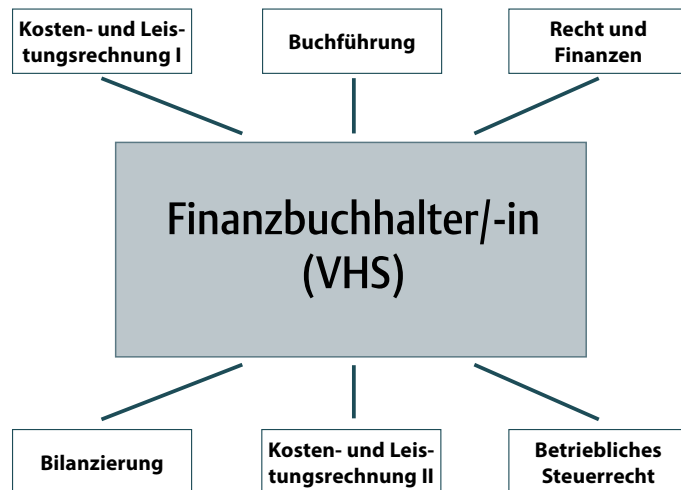 Kosten- und Leis-
tungsrechnung I
Buchführung
Recht und
Finanzen
Finanzbuchhalter/-in
(VHS)
Bilanzierung
Kosten- und Leis-
tungsrechnung II
Betriebliches
Steuerrecht